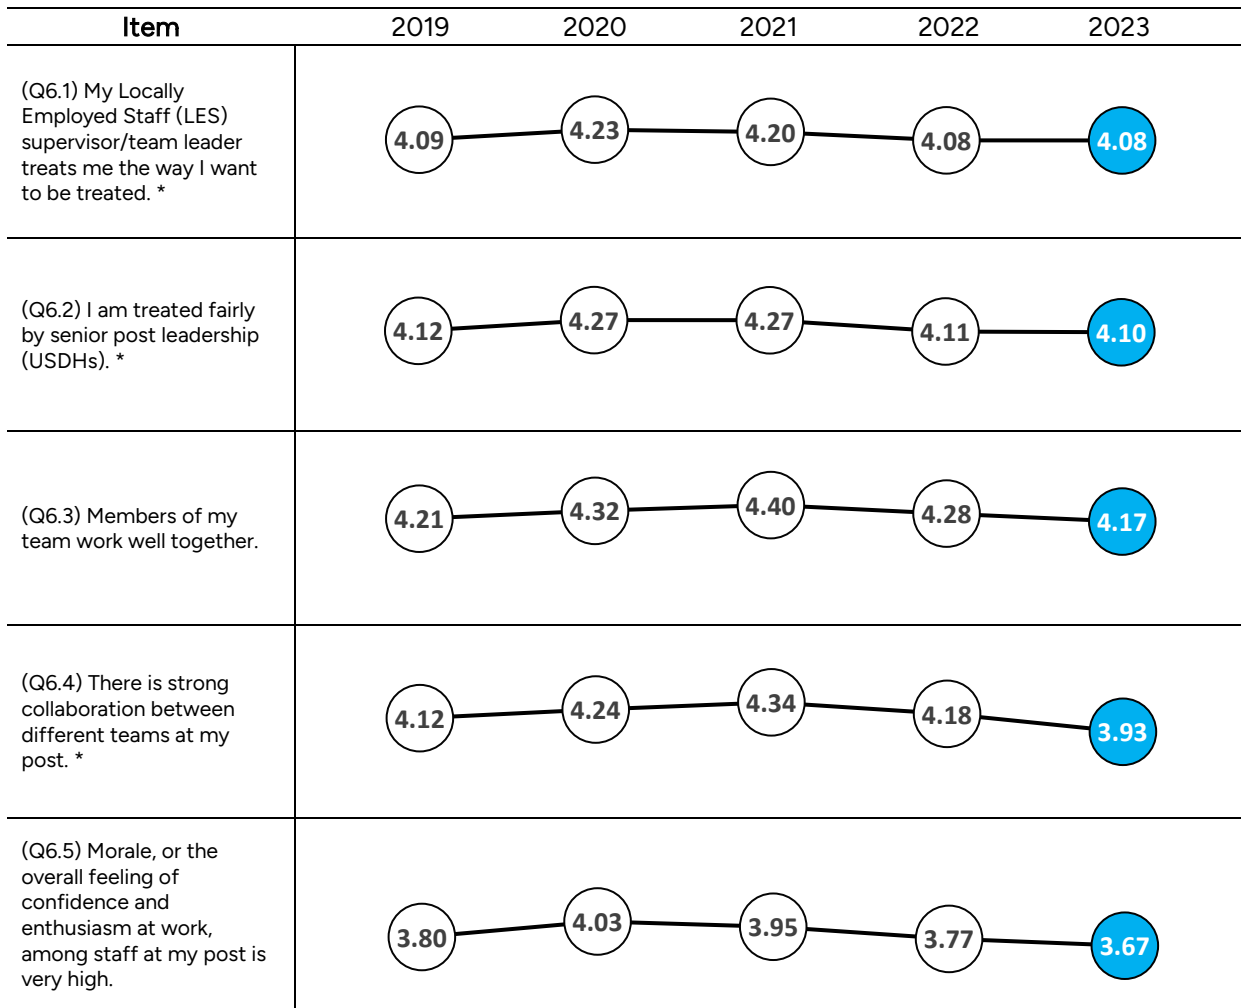 Item 2019 2020 2021 2022 2023
(Q6.1) My Locally
Employed Staff (LES)
supervisor/team leader
treats me the way I want
to be treated. *
4.09 4.23 4.20 4.08 4.08
(Q6.2) I am treated fairly
by senior post leadership
(USDHs). *
4.12 4.27 4.27 4.11 4.10
(Q6.3) Members of my
team work well together.
4.21 4.32 4.40 4.28 4.17
(Q6.4) There is strong
collaboration between
different teams at my
post. *
4.12 4.24 4.34 4.18 3.93
(Q6.5) Morale, or the
overall feeling of
confidence and
enthusiasm at work,
among staff at my post is
very high.
3.80 4.03 3.95 3.77 3.67